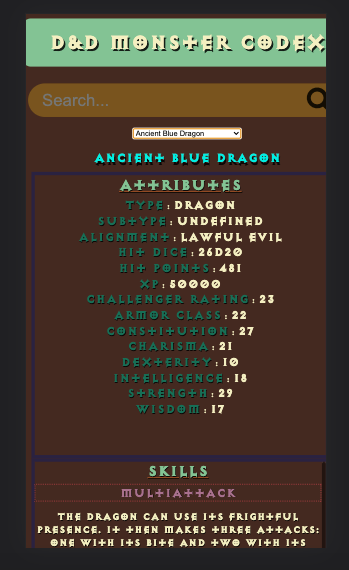 D&D MONSTER CODEX
Search...
Ancient Blue Dragon
ANCIENT BLUE DRAGON
ATTRIBUTES
TYPE : DRAGON
SUBTYPE : UNDEFINED
ALIGNMENT : LAWFUL EVIL
HIT DICE : 26D20
HIT POINTS : 481
XP : 50000
CHALLENGER RATING : 23
ARMOR CLASS : 22
CONSTITUTION : 27
CHARISMA : 21
DEXTERITY : 10
INTELLIGENCE : 18
STRENGTH : 29
WISDOM : 17
SKILLS
MULTIATTACK
THE DRAGON CAN USE ITS FRIGHTFUL
PRESENCE. IT THEN MAKES THREE ATTACKS:
ONE WITH ITS BITE AND TWO WITH ITS